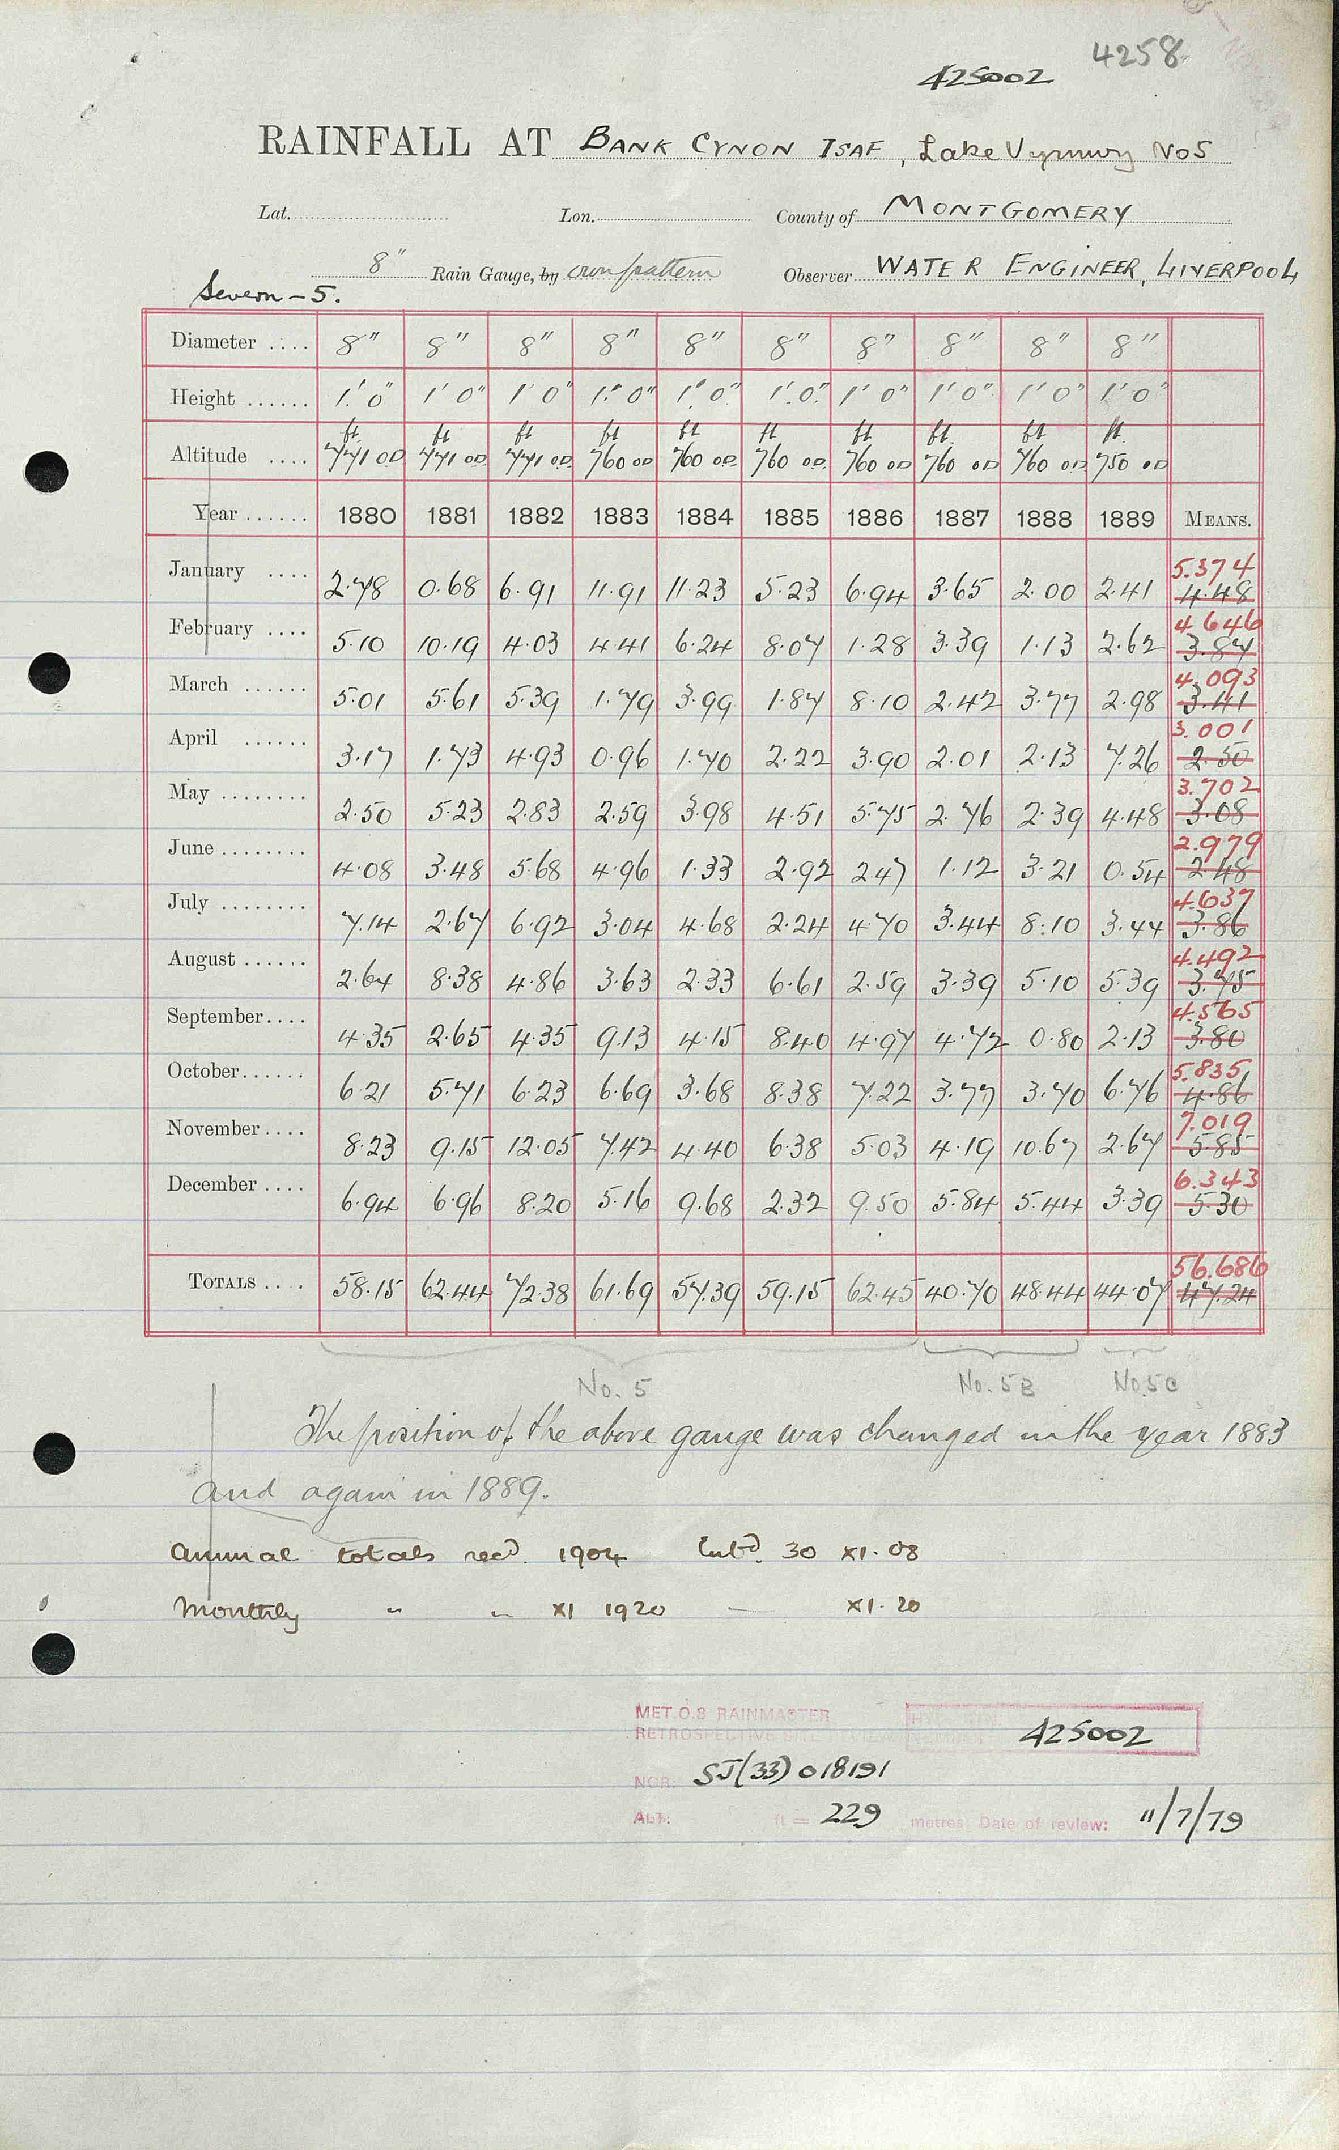 4258
425002
RAINFALL AT BANK CYNON ISAF, Lake Vyrnwy No 5
Lat. Lon. County of MONTGOMERY
8" Rain Gauge, by own pattern Observer WATER ENGINEER, LIVERPOOL
Severn - 5.
Diameter .... 8" 8" 8" 8" 8" 8" 8" 8" 8" 8"
Height ...... 1' 0" 1' 0" 1' 0" 1' 0" 1' 0" 1' 0" 1' 0" 1' 0" 1' 0" 1' 0"
ft ft ft ft ft ft ft ft ft ft.
Altitude .... 771 OD 771 OD 771 OD 760 OD 760 OD 760 OD 760 OD 760 OD 760 OD 750 OD
Year ...... 1880 1881 1882 1883 1884 1885 1886 1887 1888 1889 MEANS.
5.374
January .... 2.78 0.68 6.91 11.91 11.23 5.23 6.94 3.65 2.00 2.41 4.48
4.646
February .... 5.10 10.19 4.03 4.41 6.24 8.07 1.28 3.39 1.13 2.62 3.87
4.093
March ...... 5.01 5.61 5.39 1.79 3.99 1.87 8.10 2.42 3.77 2.98 3.41
3.001
April ...... 3.17 1.73 4.93 0.96 1.70 2.22 3.90 2.01 2.13 7.26 2.50
3.702
May ........ 2.50 5.23 2.83 2.59 3.98 4.51 5.75 2.76 2.39 4.48 3.08
2.979
June ........ 4.08 3.48 5.68 4.96 1.33 2.92 2.47 1.12 3.21 0.54 2.48
4.637
July ........ 7.14 2.67 6.92 3.04 4.68 2.24 4.70 3.44 8.10 3.44 3.86
4.492
August ...... 2.64 8.38 4.86 3.63 2.33 6.61 2.59 3.39 5.10 5.39 3.75
4.565
September.... 4.35 2.65 4.35 9.13 4.15 8.40 4.97 4.72 0.80 2.13 3.80
5.835
October...... 6.21 5.71 6.23 6.69 3.68 8.38 7.22 3.77 3.70 6.76 4.86
7.019
November.... 8.23 9.15 12.05 7.42 4.40 6.38 5.03 4.19 10.67 2.67 5.85
6.343
December .... 6.94 6.96 8.20 5.16 9.68 2.32 9.50 5.84 5.44 3.39 5.30
56.686
TOTALS .... 58.15 62.44 72.38 61.69 57.39 59.15 62.45 40.70 48.44 44.07 47.24
No. 5 No. 5B No. 5C
The position of the above gauge was changed in the year 1883
and again in 1889.
Annual totals recd. 1904 Entd. 30 XI. 08
Monthly " " XI 1920 — XI. 20
MET.O.8 RAINMASTER
RETROSPECTIVE 425002
NGR: SJ(33) 018191
ALT: ft = 229 metres Date of review: 11/7/79